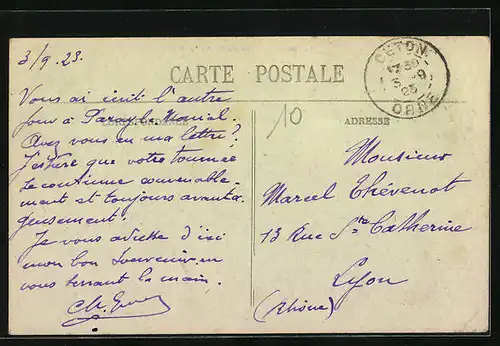 3/9.23.
CARTE POSTALE
CETON
ORNE
Vous ai écrit l'autre
jour à Paray le Monial.
Avez vous eu ma lettre?
J'espère que votre tournée
se continue convenable-
ment et toujours avanta-
geusement.
Je vous adresse d'ici
mon bon souvenir en
vous serrant la main.
10
ADRESSE
Monsieur
Marcel Thévenot
13 Rue Ste Catherine
Lyon
(Rhône)